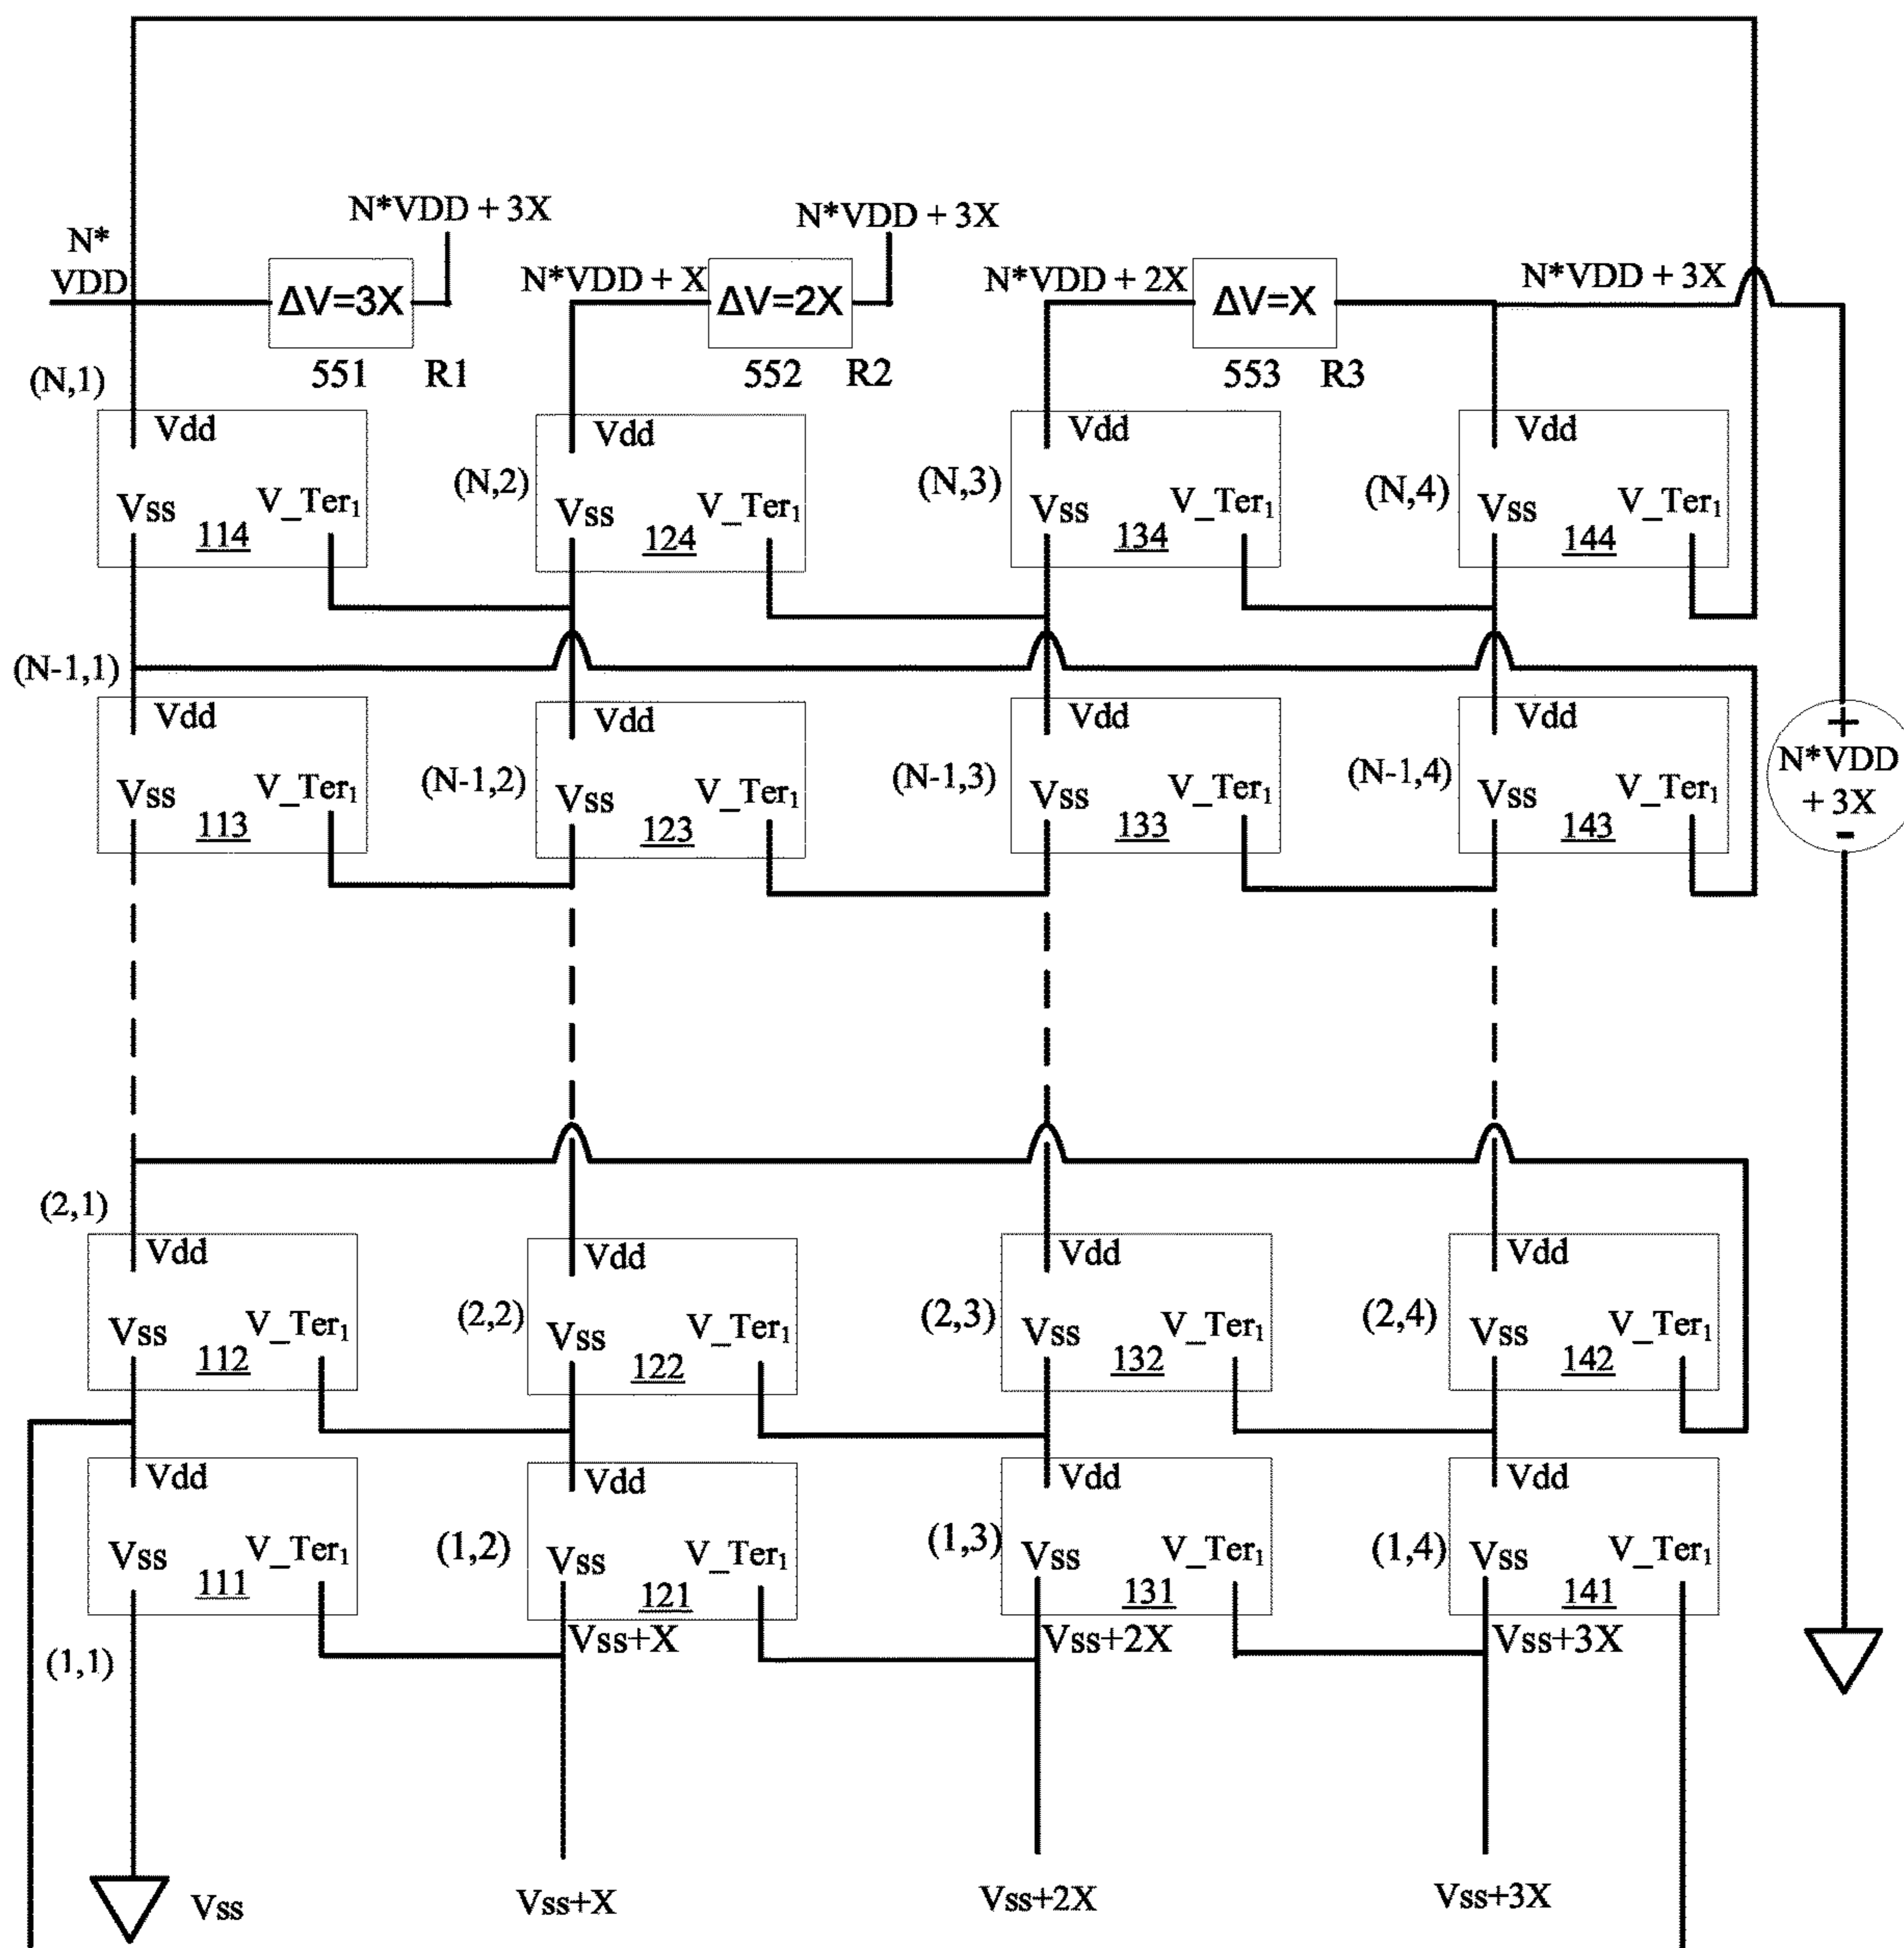 N*VDD + 3X
N*VDD + 3X
N*
VDD
ΔV=3X
N*VDD + X
ΔV=2X
N*VDD + 2X
ΔV=X
N*VDD + 3X
551 R1
552 R2
553 R3
(N,1)
Vdd
Vss
V_Ter₁
114
(N,2)
Vdd
Vss
V_Ter₁
124
(N,3)
Vdd
Vss
V_Ter₁
134
(N,4)
Vdd
Vss
V_Ter₁
144
(N-1,1)
Vdd
Vss
V_Ter₁
113
(N-1,2)
Vdd
Vss
V_Ter₁
123
(N-1,3)
Vdd
Vss
V_Ter₁
133
(N-1,4)
Vdd
Vss
V_Ter₁
143
+
N*VDD
+ 3X
-
(2,1)
Vdd
Vss
V_Ter₁
112
(2,2)
Vdd
Vss
V_Ter₁
122
(2,3)
Vdd
Vss
V_Ter₁
132
(2,4)
Vdd
Vss
V_Ter₁
142
Vdd
Vss
V_Ter₁
111
(1,1)
(1,2)
Vdd
Vss
V_Ter₁
121
Vss+X
(1,3)
Vdd
Vss
V_Ter₁
131
Vss+2X
(1,4)
Vdd
Vss
V_Ter₁
141
Vss+3X
Vss
Vss+X
Vss+2X
Vss+3X